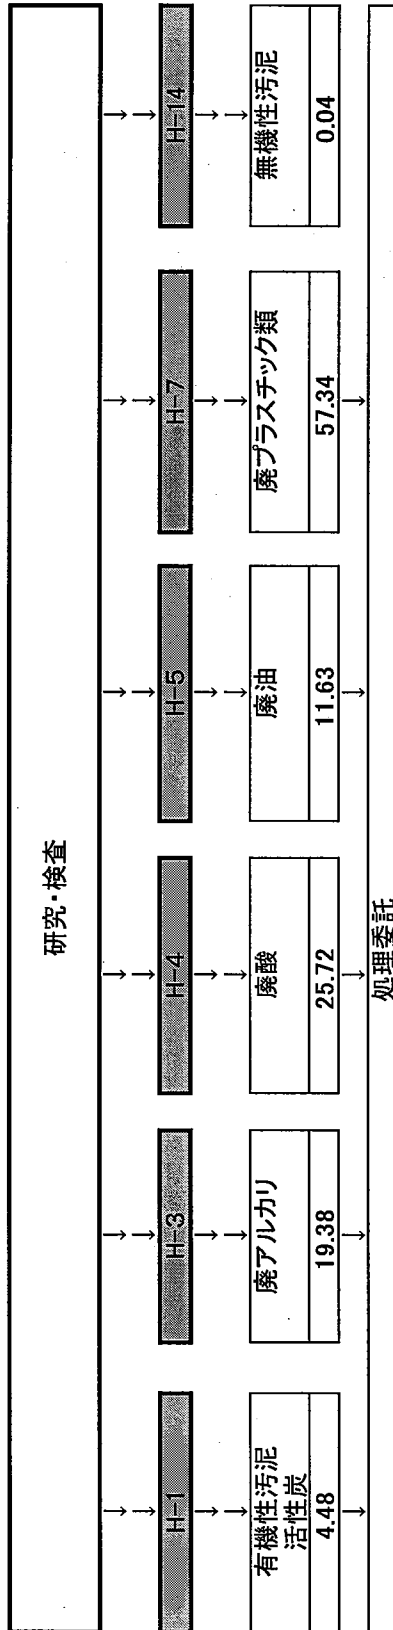 研究・検査
H-1
H-3
H-4
H-5
H-7
H-14
有機性汚泥
活性炭
4.48
廃アルカリ
19.38
廃酸
25.72
廃油
11.63
廃プラスチック類
57.34
無機性汚泥
0.04
処理委託